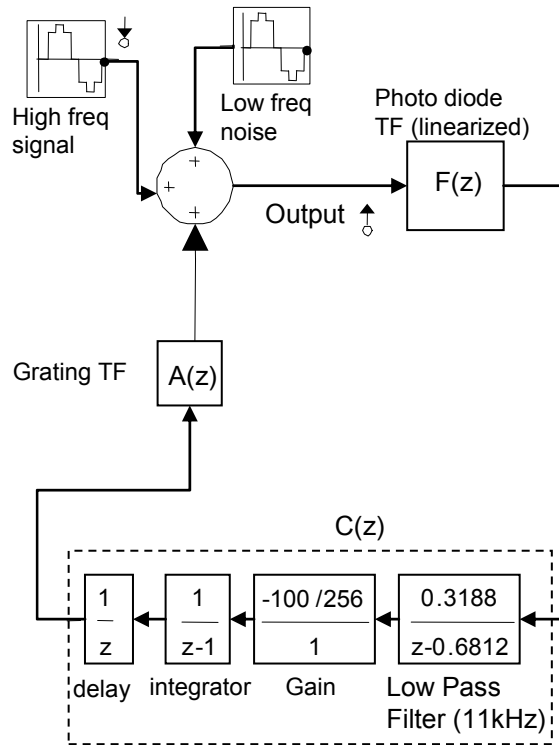 High freq
signal
Low freq
noise
Photo diode
TF (linearized)
+
+
+
F(z)
Output
Grating TF
A(z)
C(z)
1
z
1
z-1
-100 /256
1
0.3188
z-0.6812
delay
integrator
Gain
Low Pass
Filter (11kHz)